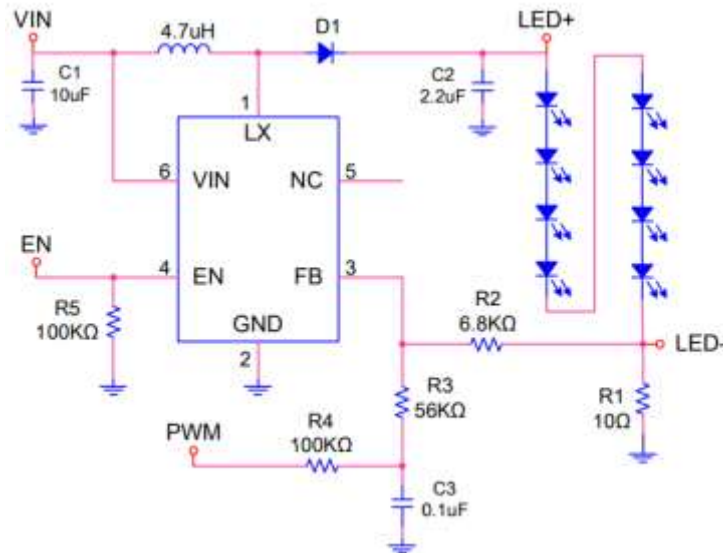 VIN
4.7uH
D1
LED+
C1
10uF
C2
2.2uF
1
LX
6
VIN
NC
5
EN
4
EN
FB
3
R5
100KΩ
GND
2
R2
6.8KΩ
LED-
R3
56KΩ
R1
10Ω
PWM
R4
100KΩ
C3
0.1uF